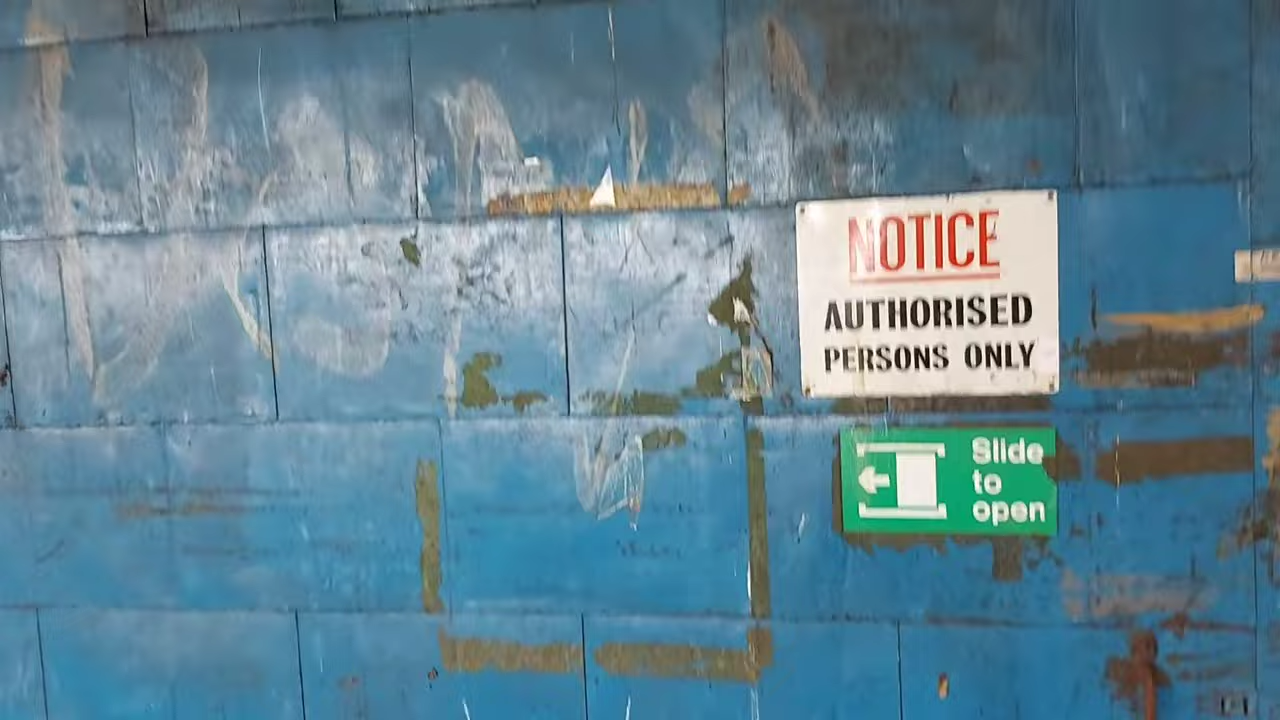 NOTICE
AUTHORISED
PERSONS ONLY
Slide
to
open